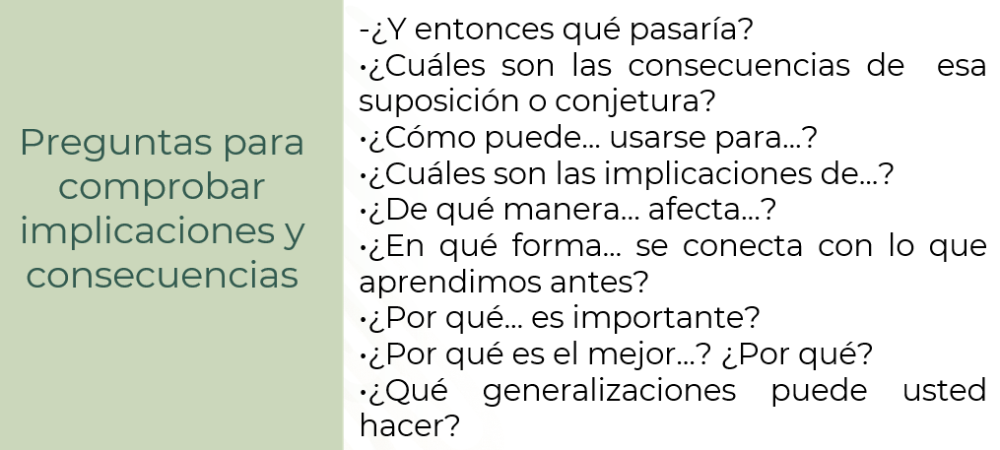 Preguntas para
comprobar
implicaciones y
consecuencias
-¿Y entonces qué pasaría?
•¿Cuáles son las consecuencias de esa
suposición o conjetura?
•¿Cómo puede... usarse para...?
•¿Cuáles son las implicaciones de...?
•¿De qué manera... afecta...?
•¿En qué forma... se conecta con lo que
aprendimos antes?
•¿Por qué... es importante?
•¿Por qué es el mejor...? ¿Por qué?
•¿Qué generalizaciones puede usted
hacer?